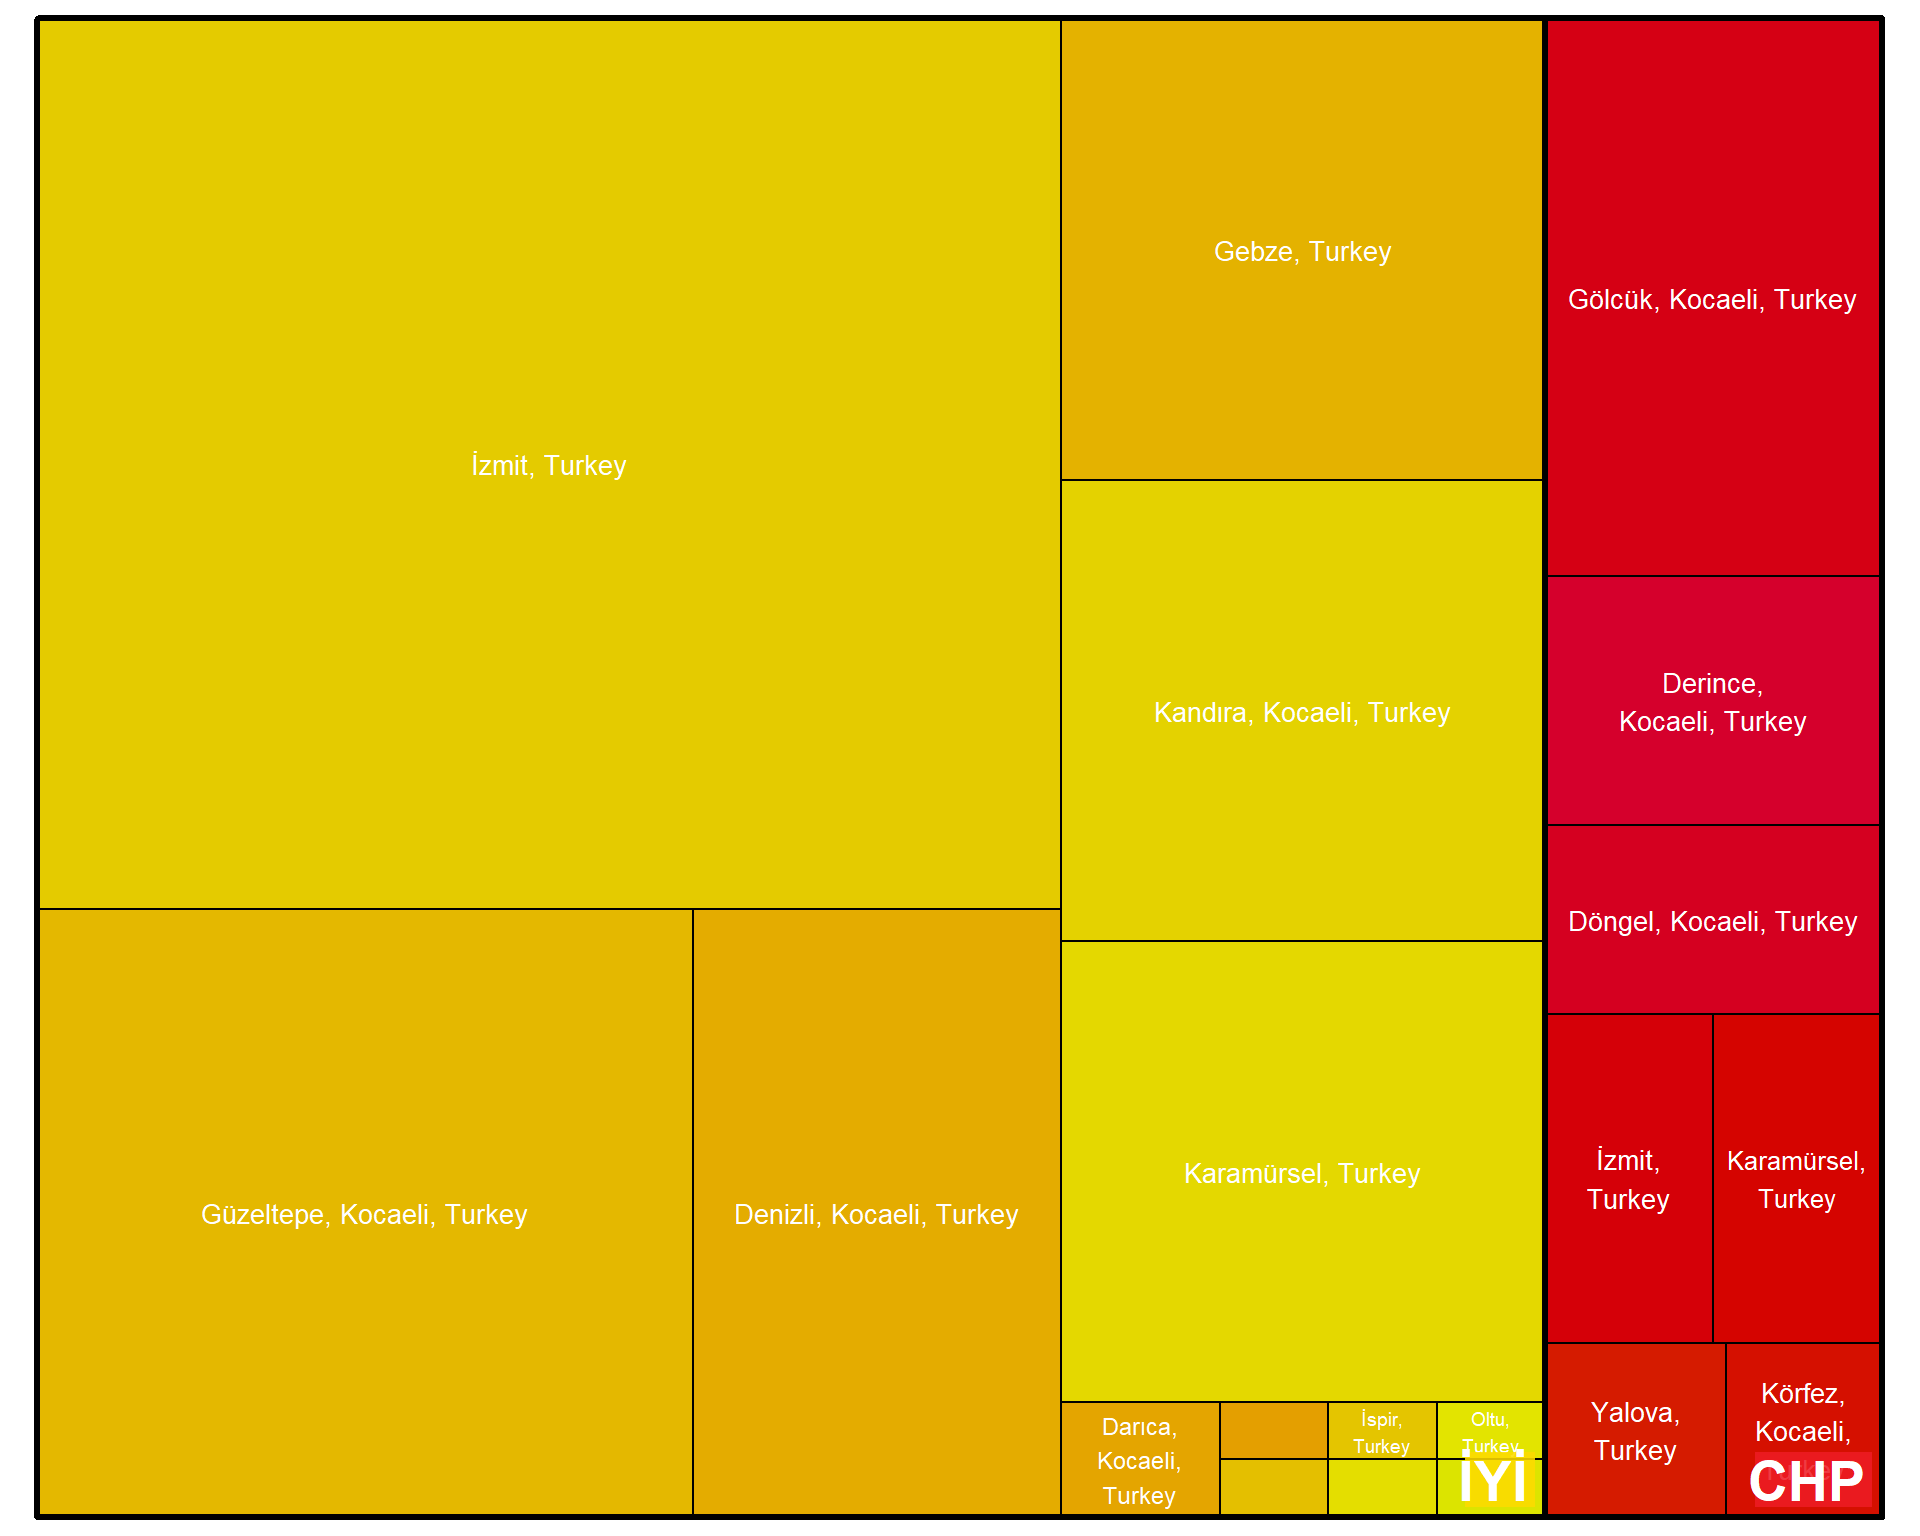 İzmit, Turkey
Gebze, Turkey
Gölcük, Kocaeli, Turkey
Kandıra, Kocaeli, Turkey
Derince,
Kocaeli, Turkey
Döngel, Kocaeli, Turkey
Karamürsel, Turkey
İzmit,
Turkey
Karamürsel,
Turkey
Güzeltepe, Kocaeli, Turkey
Denizli, Kocaeli, Turkey
Darıca,
Kocaeli,
Turkey
İspir,
Turkey
Oltu,
Turkey
İYİ
Yalova,
Turkey
Körfez,
Kocaeli,
Turkey
CHP